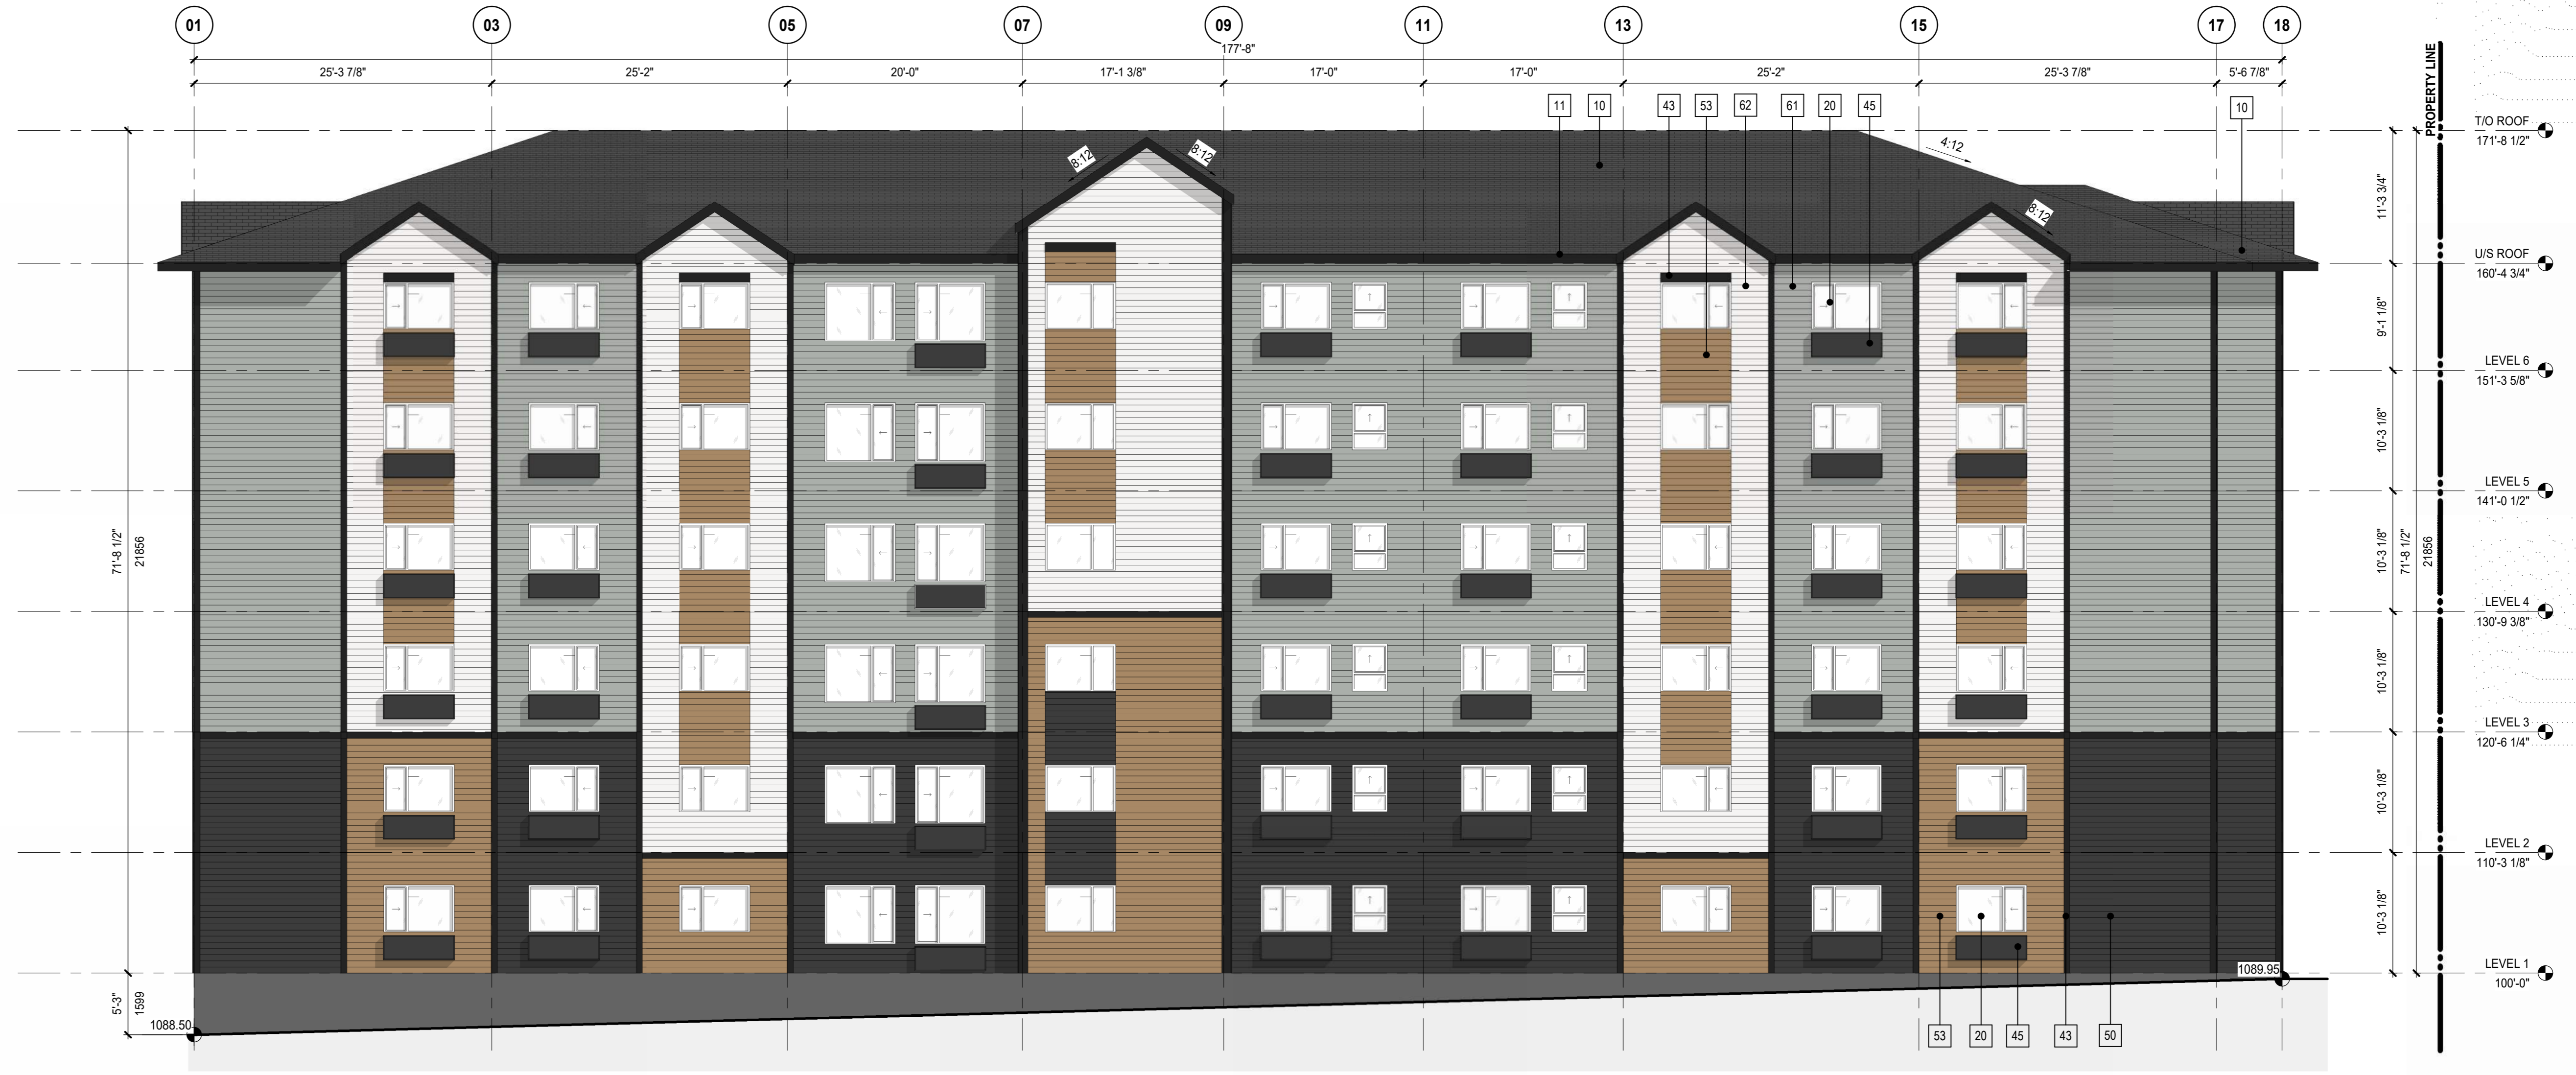 01 03 05 07 09 11 13 15 17 18
177'-8"
25'-3 7/8" 25'-2" 20'-0" 17'-1 3/8" 17'-0" 17'-0" 25'-2" 25'-3 7/8" 5'-6 7/8"
11 10 43 53 62 61 20 45 10
PROPERTY LINE
8:12 8:12 4:12 8:12
T/O ROOF
171'-8 1/2"
11'-3 3/4"
U/S ROOF
160'-4 3/4"
9'-1 1/8"
LEVEL 6
151'-3 5/8"
10'-3 1/8"
LEVEL 5
141'-0 1/2"
10'-3 1/8"
LEVEL 4
130'-9 3/8"
10'-3 1/8"
LEVEL 3
120'-6 1/4"
10'-3 1/8"
LEVEL 2
110'-3 1/8"
10'-3 1/8"
LEVEL 1
100'-0"
71'-8 1/2"
21856
71'-8 1/2"
21856
5'-3"
1599
1088.50
1089.95
53 20 45 43 50